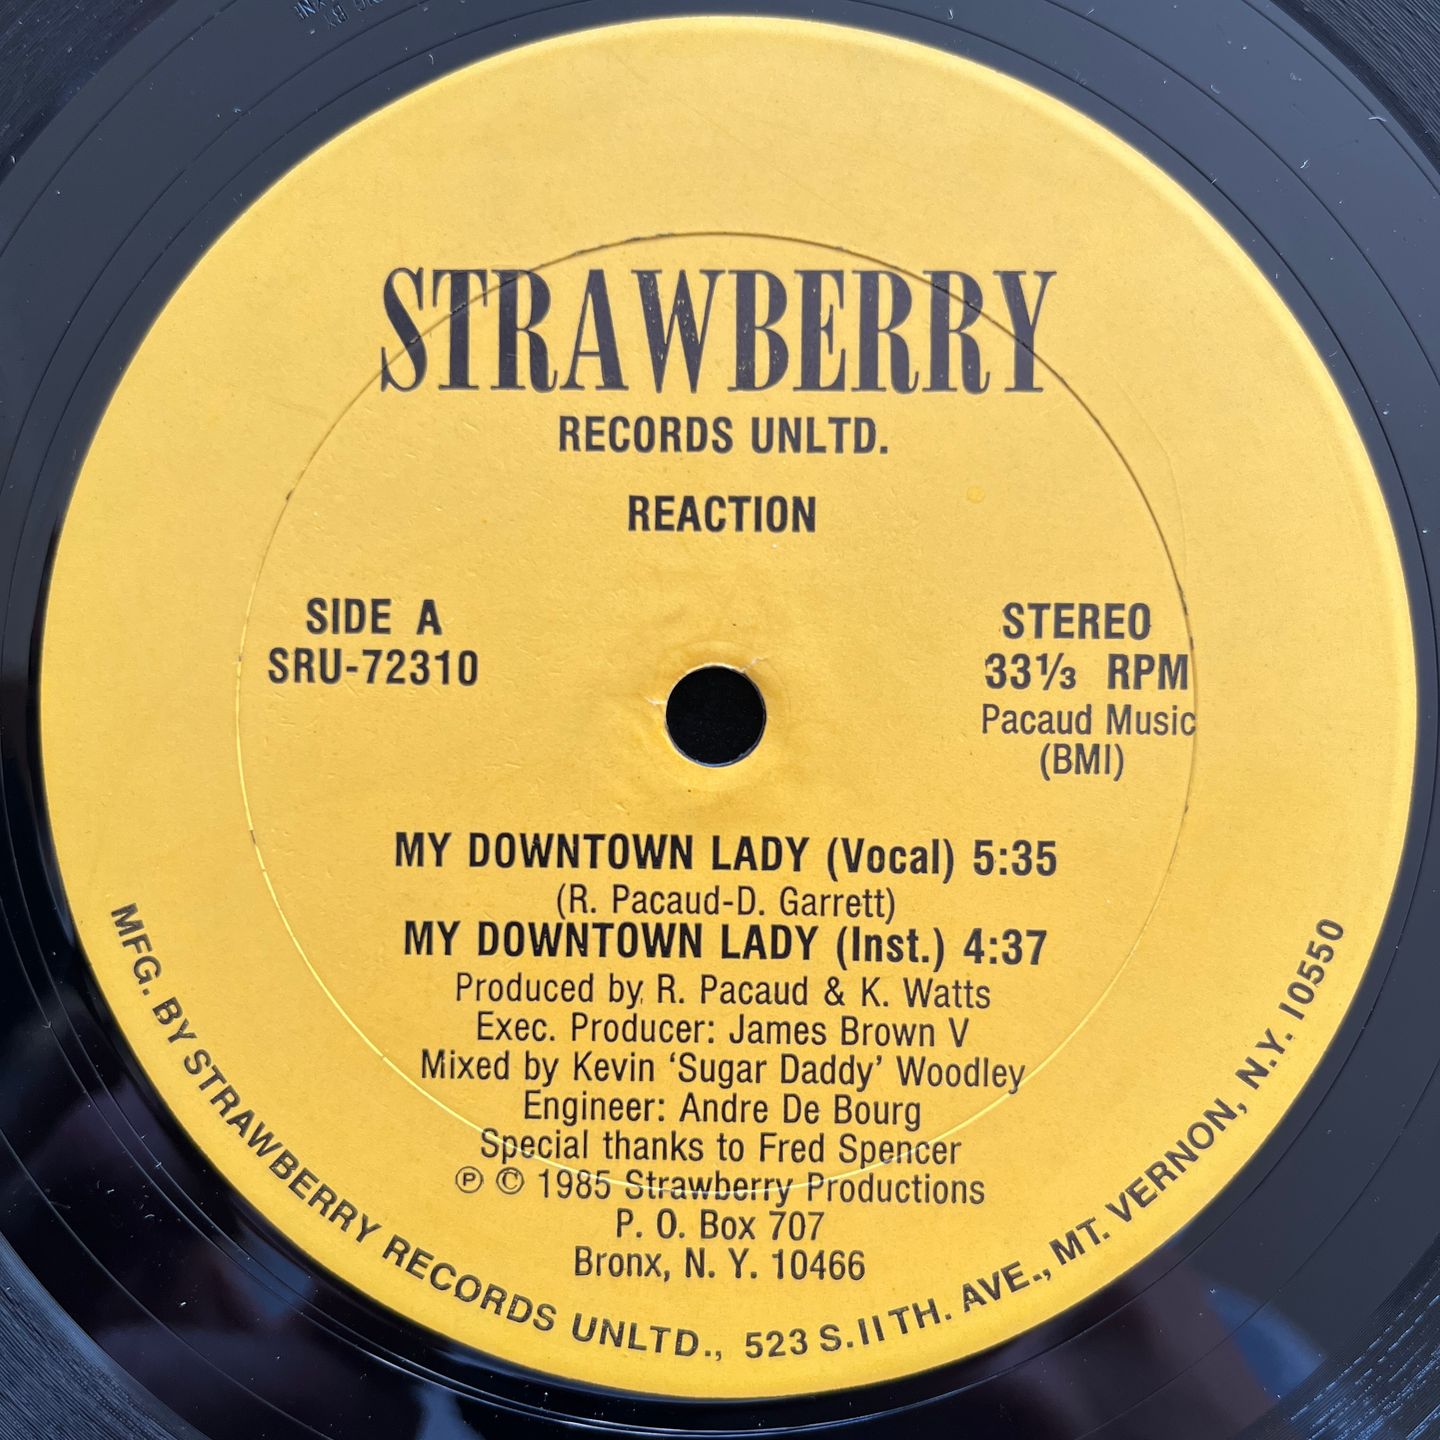 STRAWBERRY
RECORDS UNLTD.
REACTION
SIDE A
SRU-72310
STEREO
33⅓ RPM
Pacaud Music
(BMI)
MY DOWNTOWN LADY (Vocal) 5:35
(R. Pacaud-D. Garrett)
MY DOWNTOWN LADY (Inst.) 4:37
Produced by R. Pacaud & K. Watts
Exec. Producer: James Brown V
Mixed by Kevin ‘Sugar Daddy’ Woodley
Engineer: Andre De Bourg
Special thanks to Fred Spencer
℗ © 1985 Strawberry Productions
P. O. Box 707
Bronx, N. Y. 10466
MFG. BY STRAWBERRY RECORDS UNLTD., 523 S. 11TH. AVE., MT. VERNON, N.Y. 10550